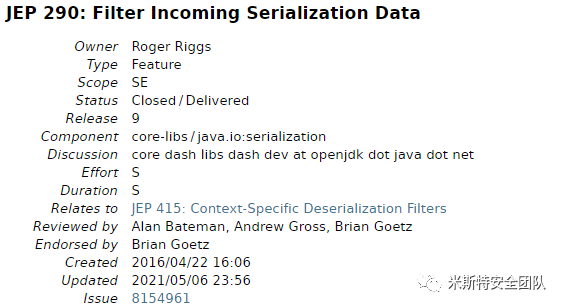 JEP 290: Filter Incoming Serialization Data
Owner Roger Riggs
Type Feature
Scope SE
Status Closed / Delivered
Release 9
Component core-libs / java.io:serialization
Discussion core dash libs dash dev at openjdk dot java dot net
Effort S
Duration S
Relates to JEP 415: Context-Specific Deserialization Filters
Reviewed by Alan Bateman, Andrew Gross, Brian Goetz
Endorsed by Brian Goetz
Created 2016/04/22 16:06
Updated 2021/05/06 23:56
Issue 8154961
米斯特安全团队